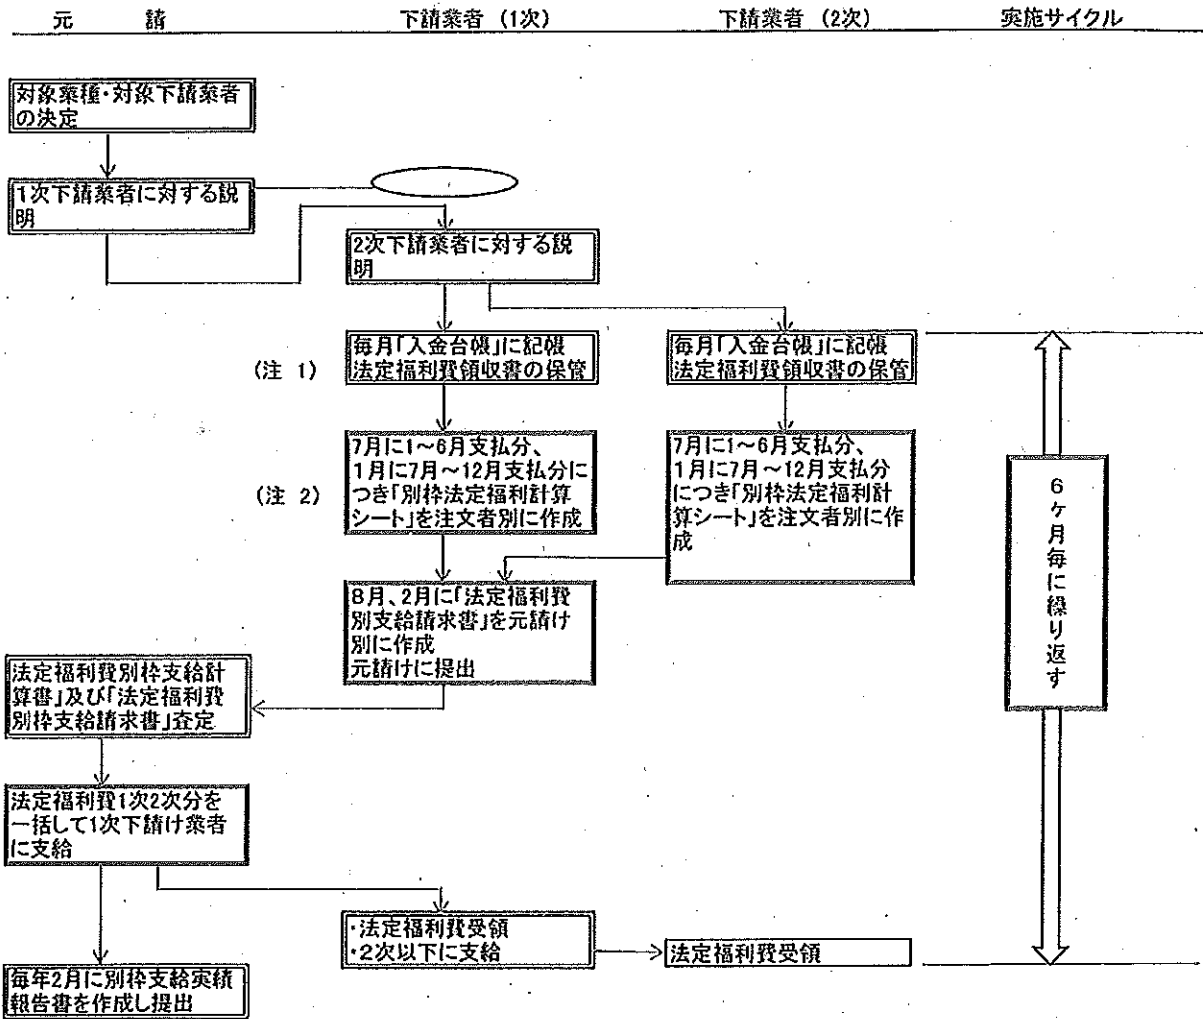 元　請　下請業者（1次）　下請業者（2次）　実施サイクル
対象業種・対象下請業者
の決定
1次下請業者に対する説
明
2次下請業者に対する説
明
(注 1)
毎月「入金台帳」に記帳
法定福利費領収書の保管
毎月「入金台帳」に記帳
法定福利費領収書の保管
(注 2)
7月に1～6月支払分、
1月に7月～12月支払分に
つき「別枠法定福利計算
シート」を注文者別に作成
7月に1～6月支払分、
1月に7月～12月支払分
につき「別枠法定福利計
算シート」を注文者別に作
成
6ヶ月毎に繰り返す
8月、2月に「法定福利費
別支給請求書」を元請け
別に作成
元請けに提出
法定福利費別枠支給計
算書」及び「法定福利費
別枠支給請求書」査定
法定福利費1次2次分を
一括して1次下請け業者
に支給
・法定福利費受領
・2次以下に支給
法定福利費受領
毎年2月に別枠支給実績
報告書を作成し提出